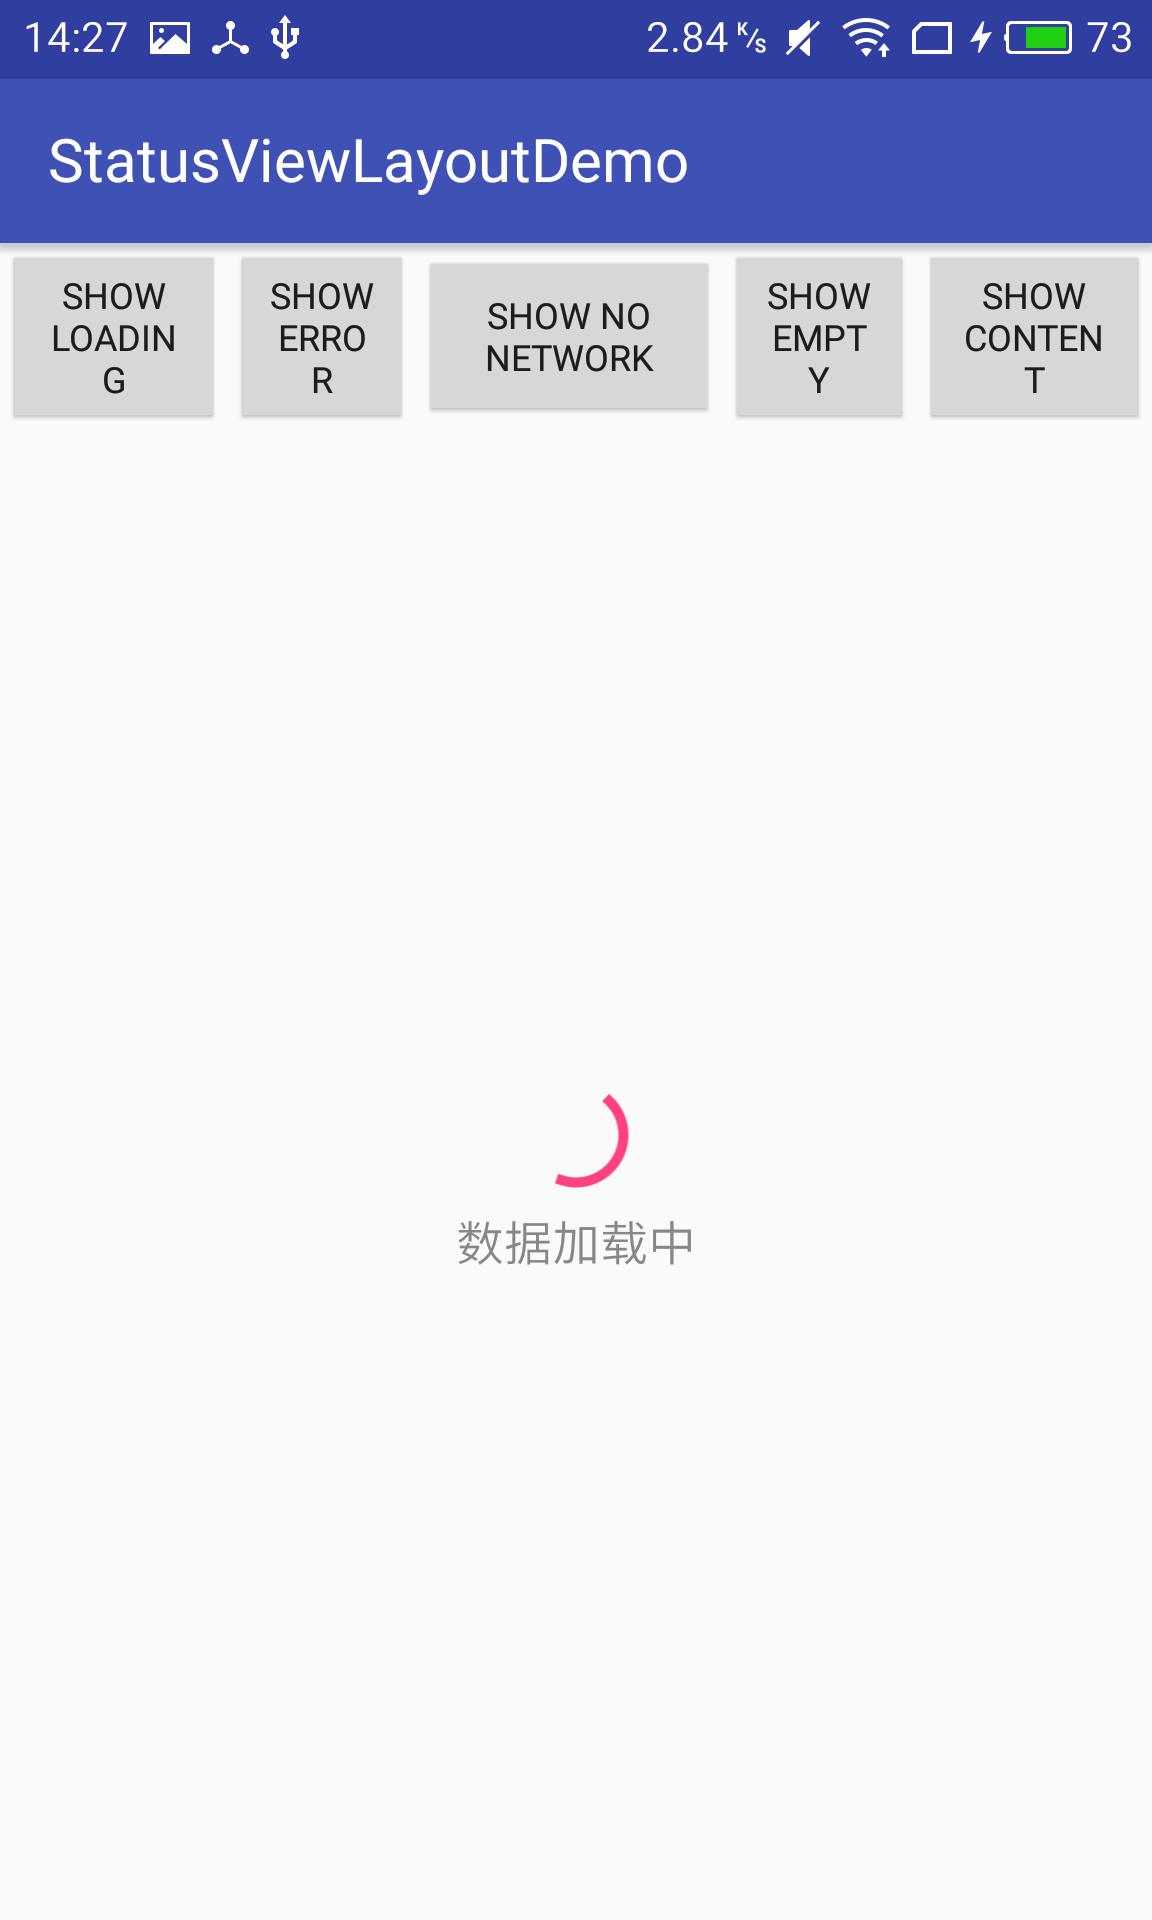 14:27 2.84 K/s 73
StatusViewLayoutDemo
SHOW
LOADIN
G
SHOW
ERRO
R
SHOW NO
NETWORK
SHOW
EMPT
Y
SHOW
CONTEN
T
数据加载中